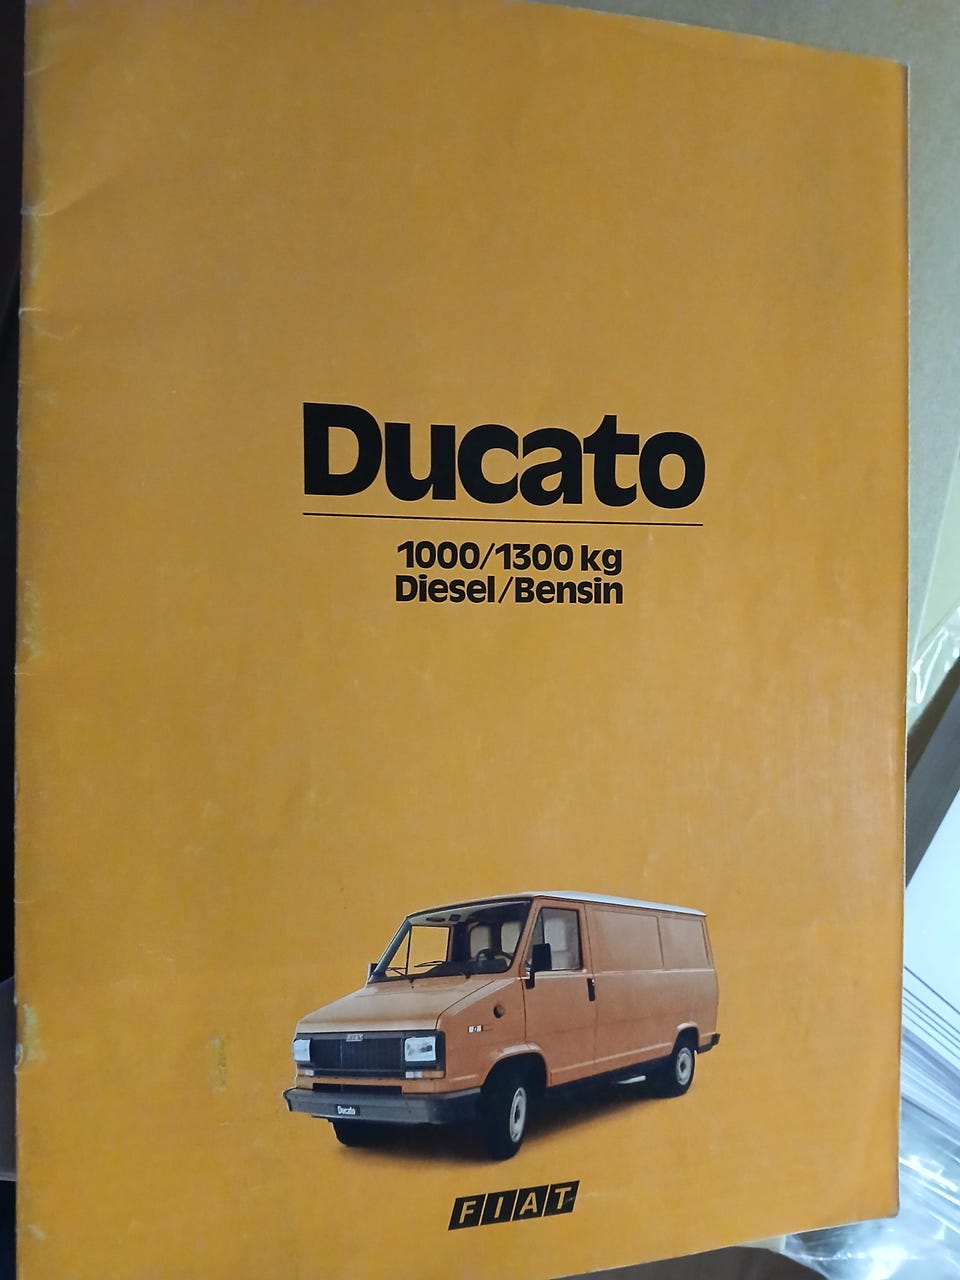 Ducato
1000/1300 kg
Diesel/Bensin
Ducato
FIAT